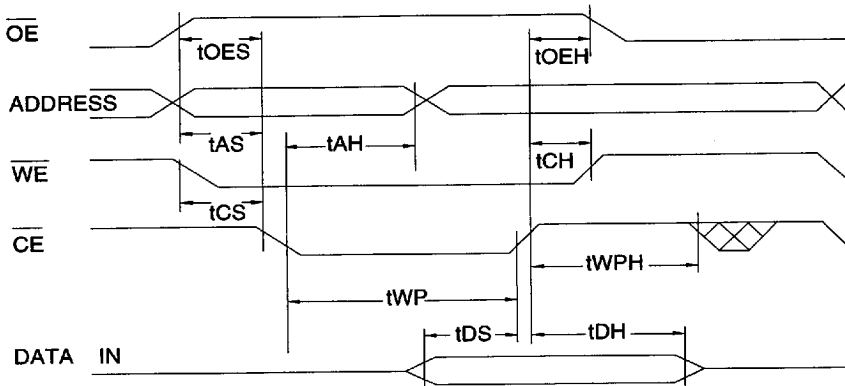 OE
tOES
tOEH
ADDRESS
tAS
tAH
tCH
WE
tCS
CE
tWPH
tWP
tDS
tDH
DATA IN